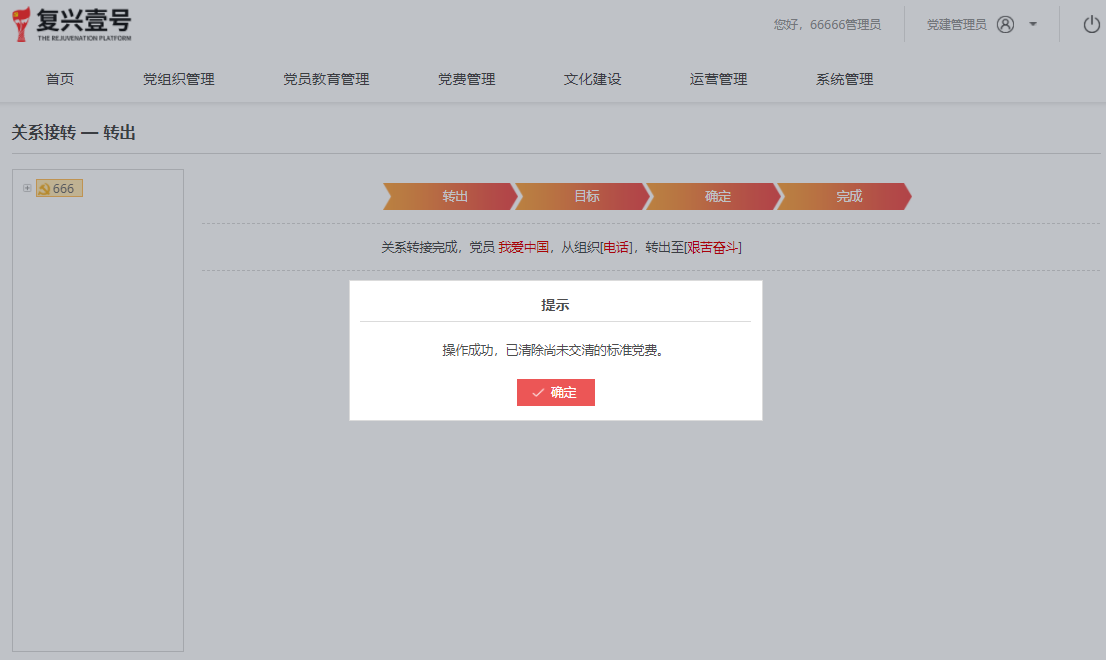 复兴壹号
THE REJUVENATION PLATFORM
您好，66666管理员
党建管理员
首页 党组织管理 党员教育管理 党费管理 文化建设 运营管理 系统管理
关系接转 — 转出
666
转出 目标 确定 完成
关系转接完成，党员 我爱中国，从组织[电话]，转出至[艰苦奋斗]
提示
操作成功，已清除尚未交清的标准党费。
确定